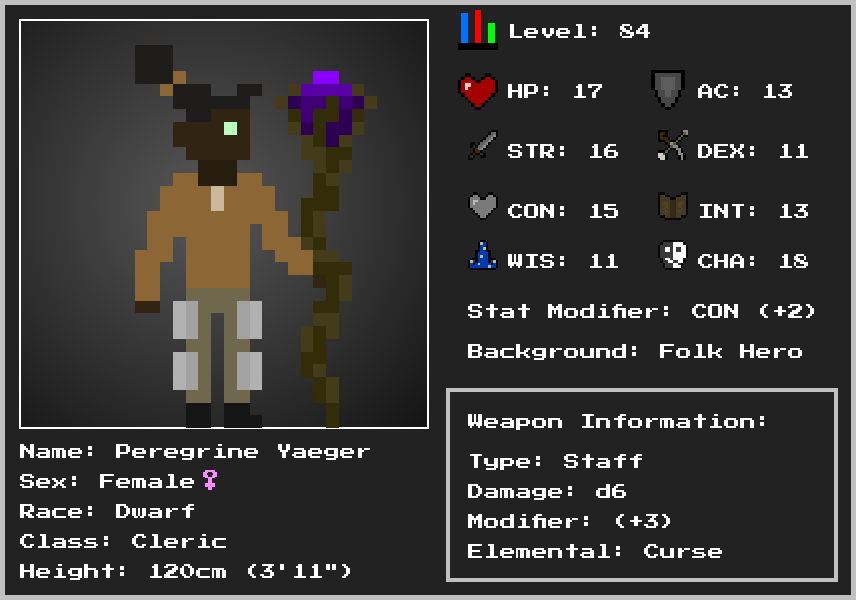 Level: 84
HP: 17
AC: 13
STR: 16
DEX: 11
CON: 15
INT: 13
WIS: 11
CHA: 18
Stat Modifier: CON (+2)
Background: Folk Hero
Weapon Information:
Type: Staff
Damage: d6
Modifier: (+3)
Elemental: Curse
Name: Peregrine Yaeger
Sex: Female♀
Race: Dwarf
Class: Cleric
Height: 120cm (3'11")